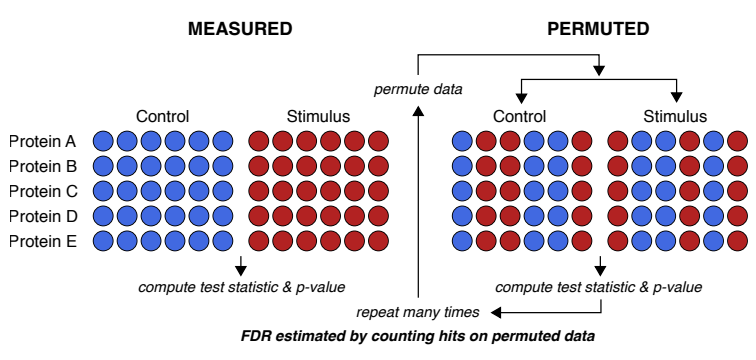 MEASURED
PERMUTED
permute data
Control
Stimulus
Control
Stimulus
Protein A
Protein B
Protein C
Protein D
Protein E
compute test statistic & p-value
compute test statistic & p-value
repeat many times
FDR estimated by counting hits on permuted data